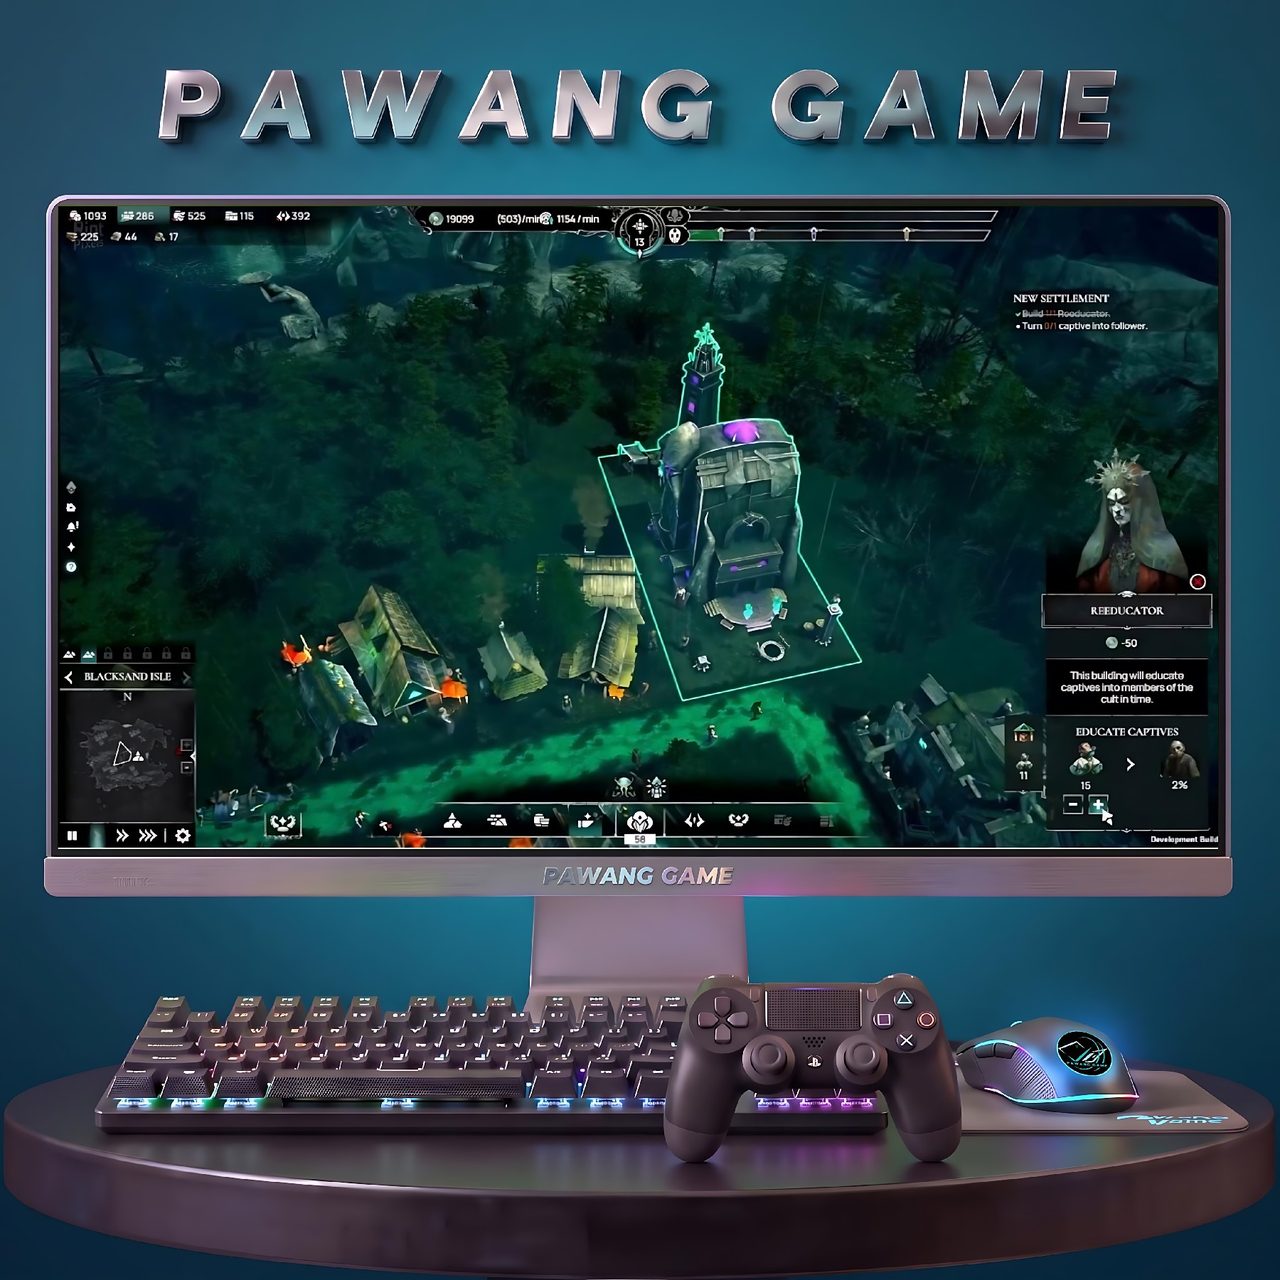 PAWANG GAME
1093 286 525 115 392
225 44 17
19099 (503)/min 1154/min
13
NEW SETTLEMENT
Build 1/1 Reeducator.
Turn 0/1 captive into follower.
REEDUCATOR
-50
This building will educate
captives into members of the
cult in time.
EDUCATE CAPTIVES
11
15
2%
BLACKSAND ISLE
N
58
Development Build
PAWANG GAME
PAWANG
GAME